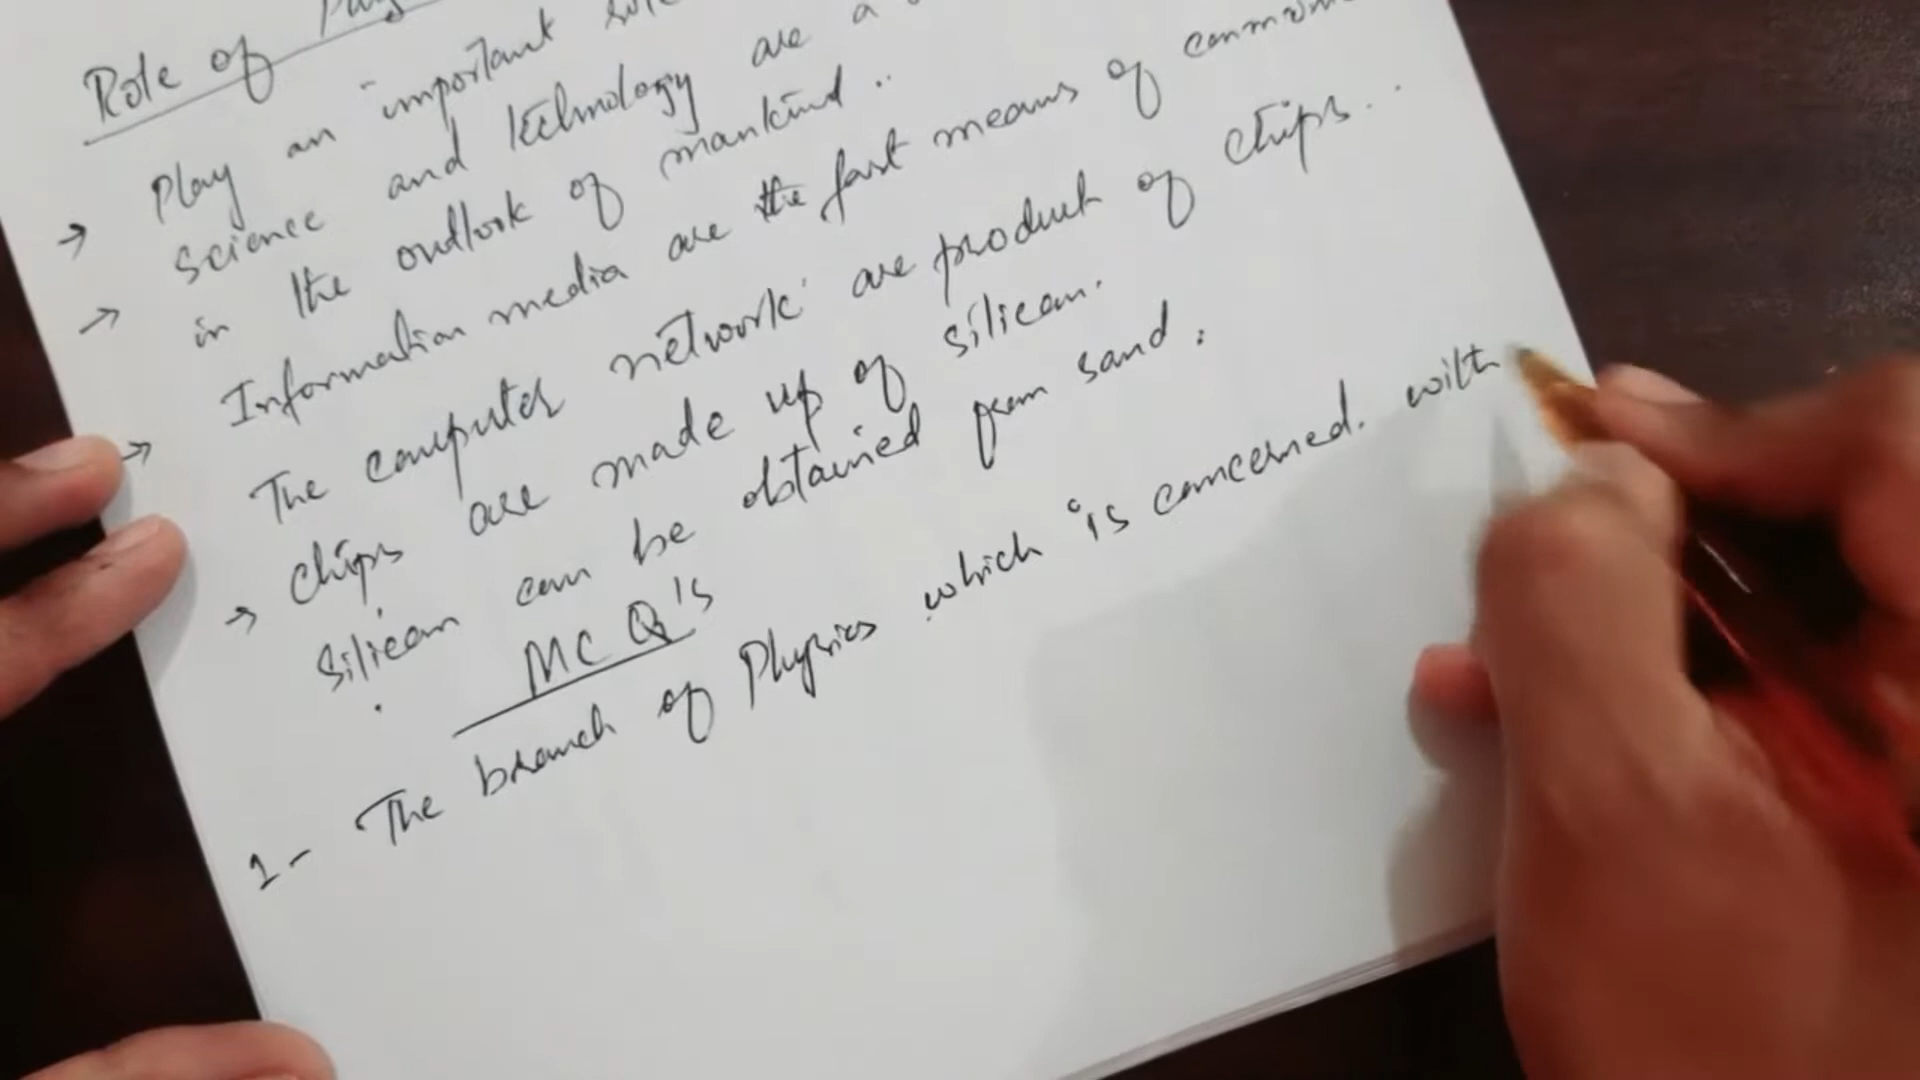 Role of
Play an important
science and technology are a
in the outlook of mankind..
Information media are the fast means of
The computer network are product of chips..
chips are made up of silicon.
Silicon can be obtained from sand.
MCQ's
1- The branch of Physics which is concerned. with